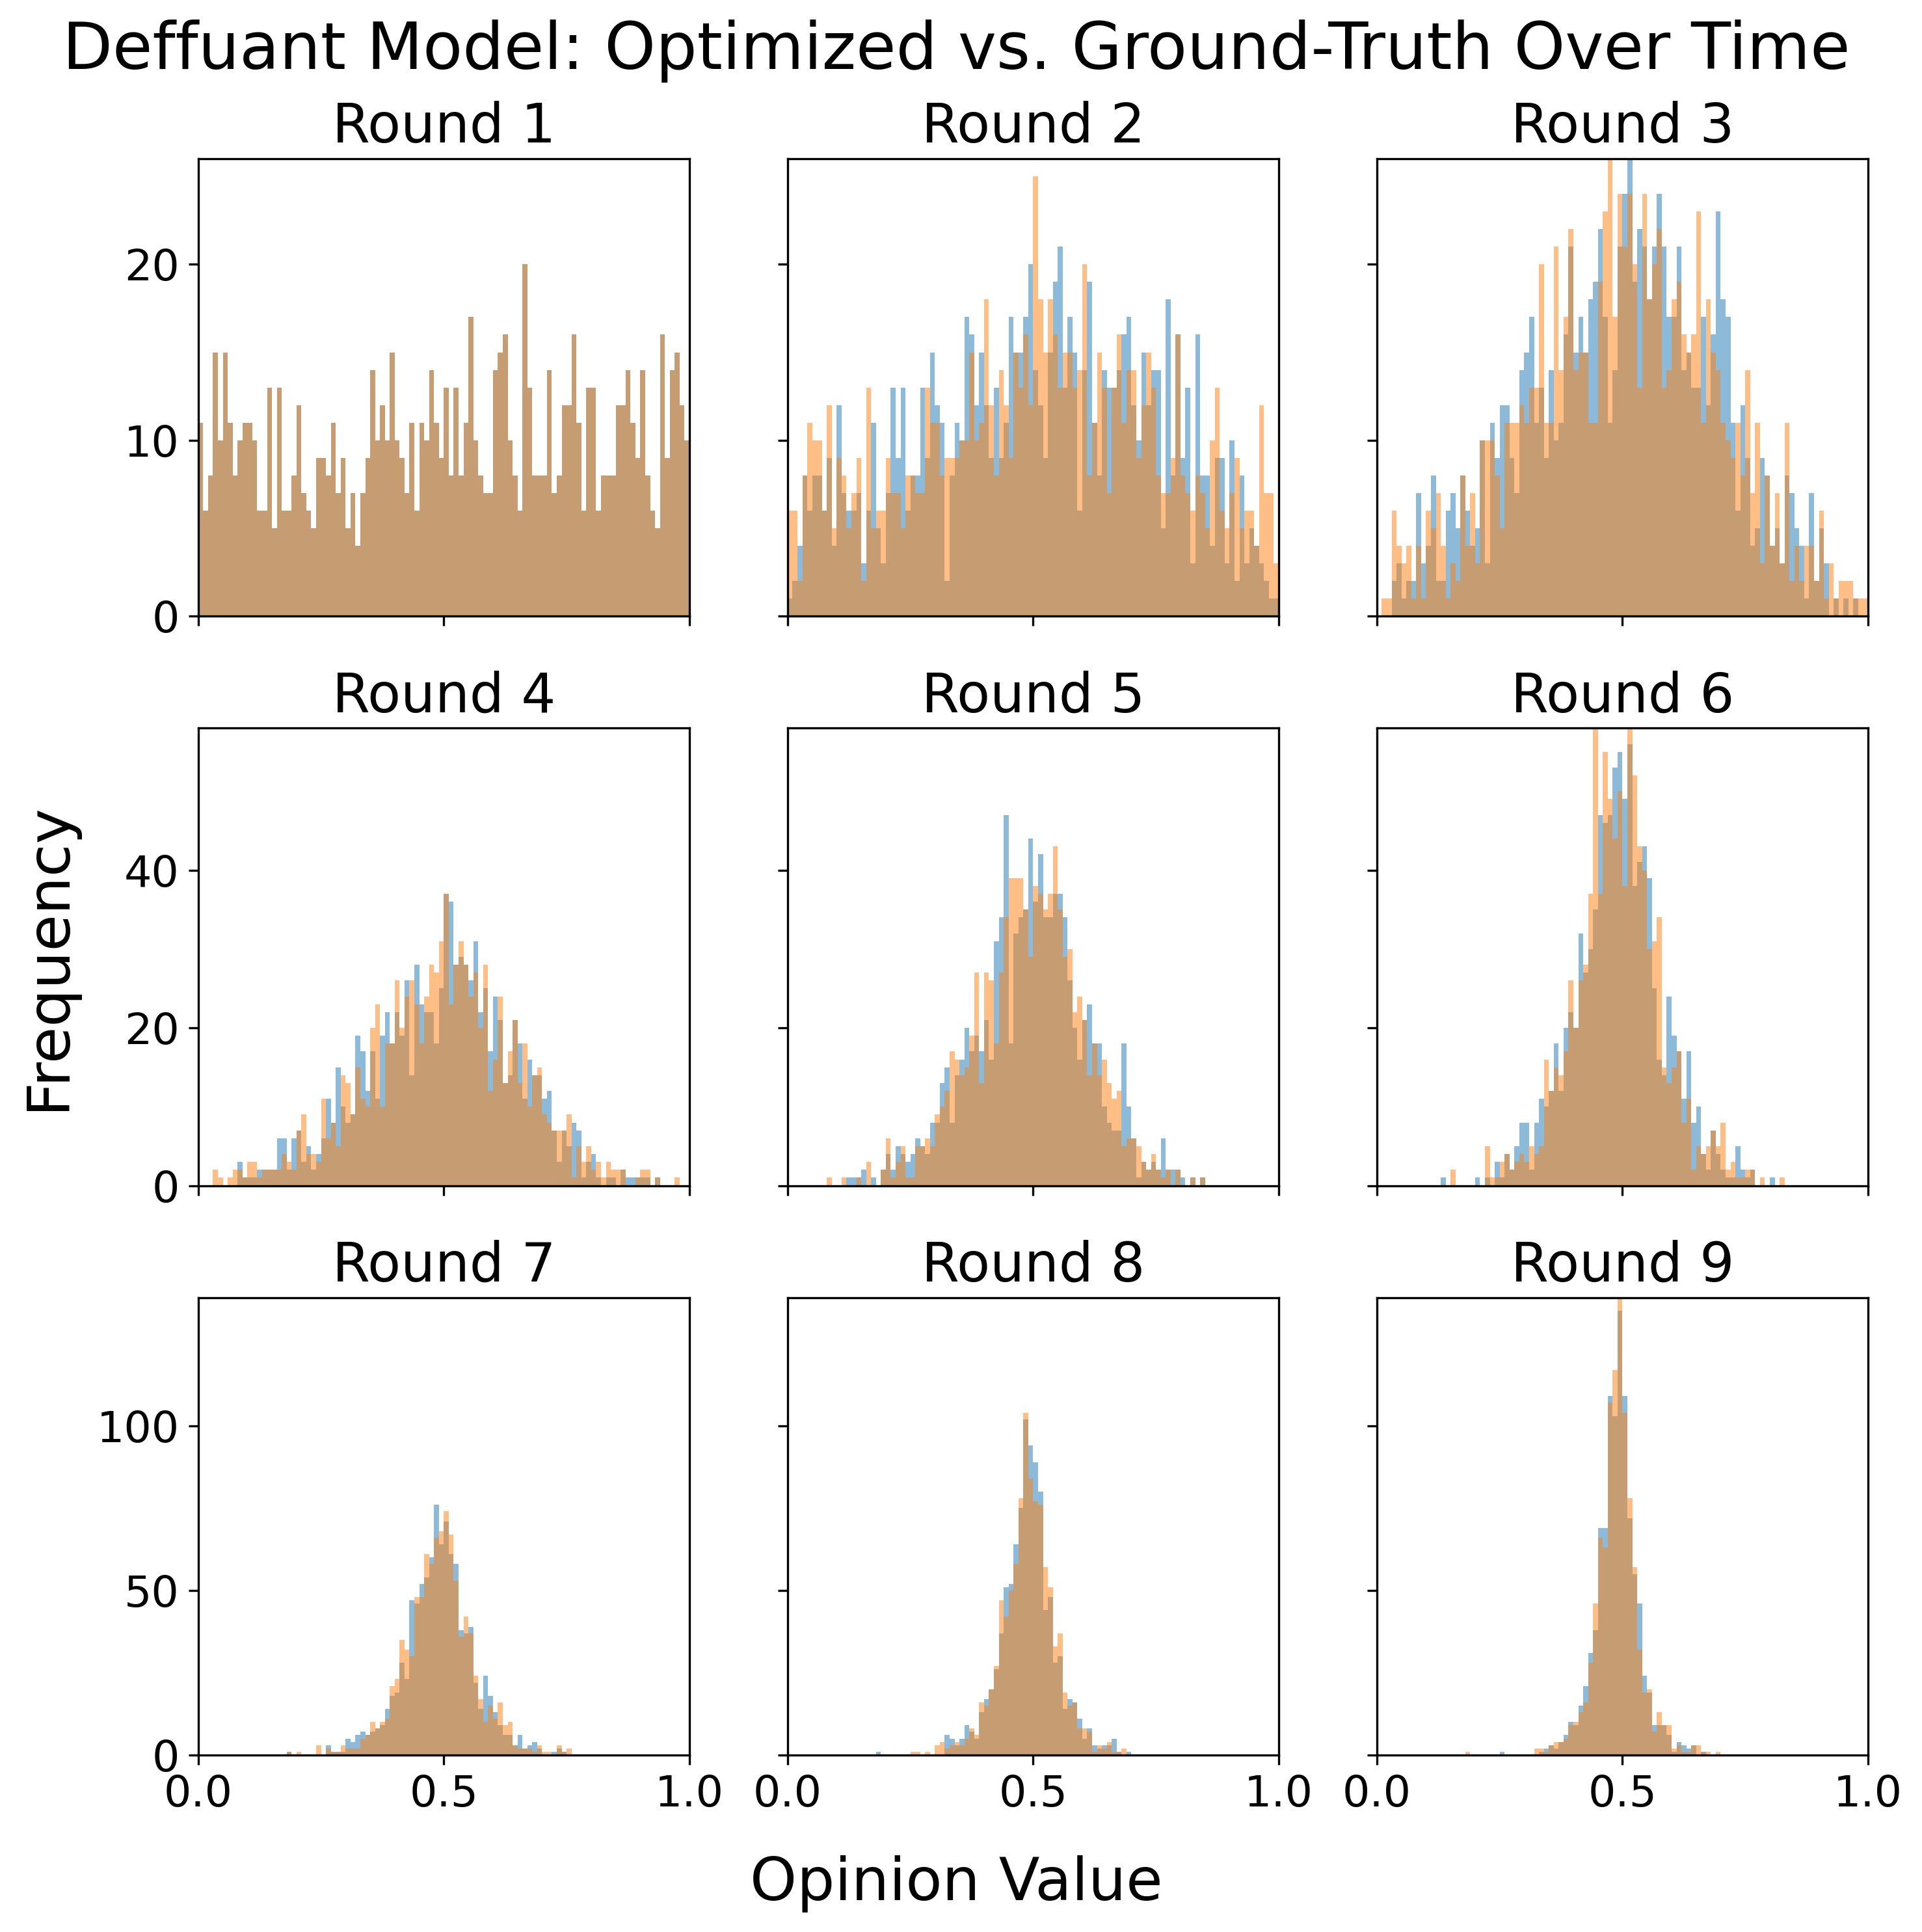 Deffuant Model: Optimized vs. Ground-Truth Over Time
Round 1
Round 2
Round 3
20
10
0
Round 4
Round 5
Round 6
Frequency
40
20
0
Round 7
Round 8
Round 9
100
50
0
0.0 0.5 1.0 0.0 0.5 1.0 0.0 0.5 1.0
Opinion Value